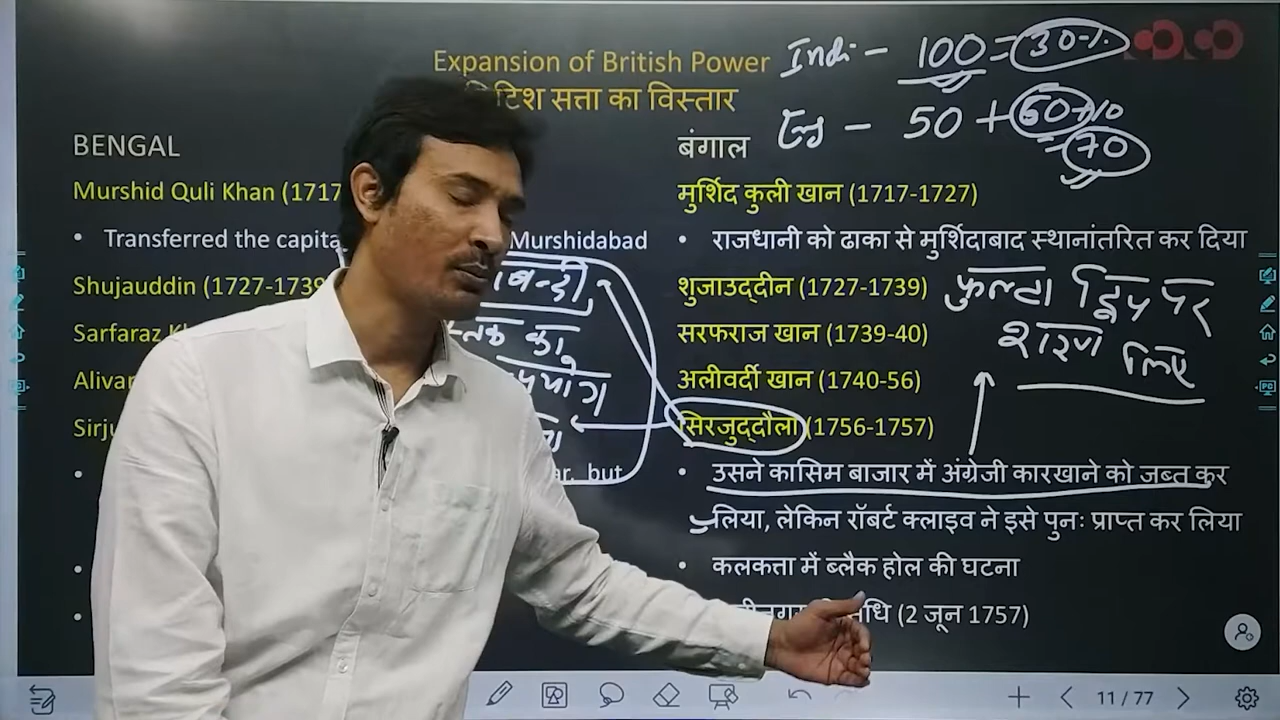 Expansion of British Power
ब्रिटिश सत्ता का विस्तार
Indi - 100 = 30%
Eng - 50 + 60+10
= 70
BENGAL
Murshid Quli Khan (1717
Transferred the capita
Murshidabad
Shujauddin (1727-1739
Sarfaraz Kh
Alivar
Sirju
ar, but
बन्दी
का
बंगाल
मुर्शिद कुली खान (1717-1727)
• राजधानी को ढाका से मुर्शिदाबाद स्थानांतरित कर दिया
शुजाउद्दीन (1727-1739)
सरफराज खान (1739-40)
अलीवर्दी खान (1740-56)
सिरजुद्दौला (1756-1757)
• उसने कासिम बाजार में अंग्रेजी कारखाने को जब्त कर
लिया, लेकिन रॉबर्ट क्लाइव ने इसे पुनः प्राप्त कर लिया
• कलकत्ता में ब्लैक होल की घटना
धि (2 जून 1757)
फुल्टा द्विप पर
शरण लिए
11 / 77